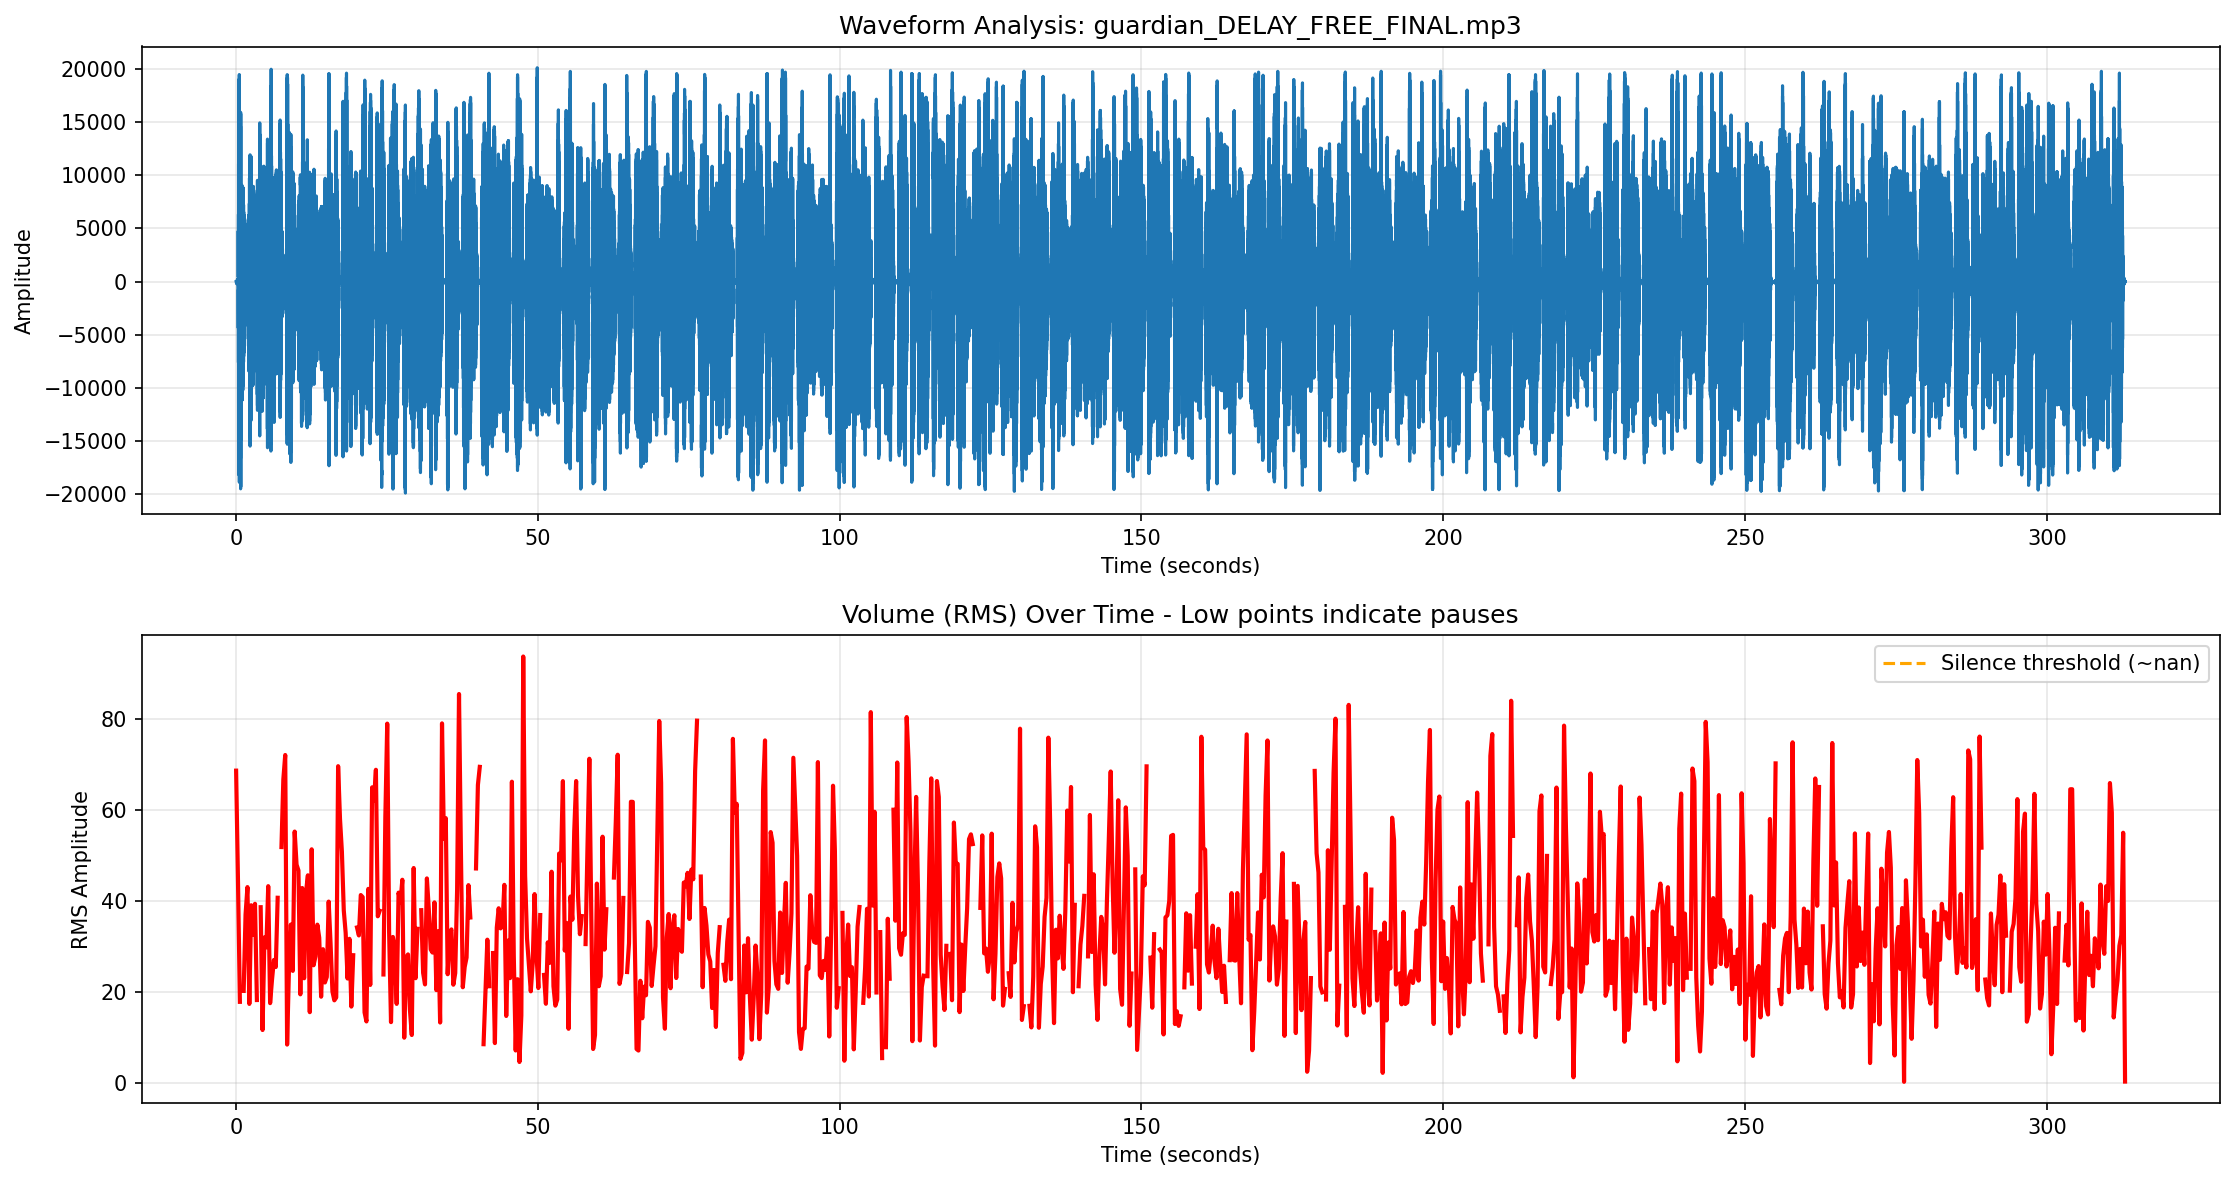 Waveform Analysis: guardian_DELAY_FREE_FINAL.mp3
20000
15000
10000
5000
0
−5000
−10000
−15000
−20000
Amplitude
0 50 100 150 200 250 300
Time (seconds)
Volume (RMS) Over Time - Low points indicate pauses
Silence threshold (~nan)
80
60
40
20
0
RMS Amplitude
0 50 100 150 200 250 300
Time (seconds)